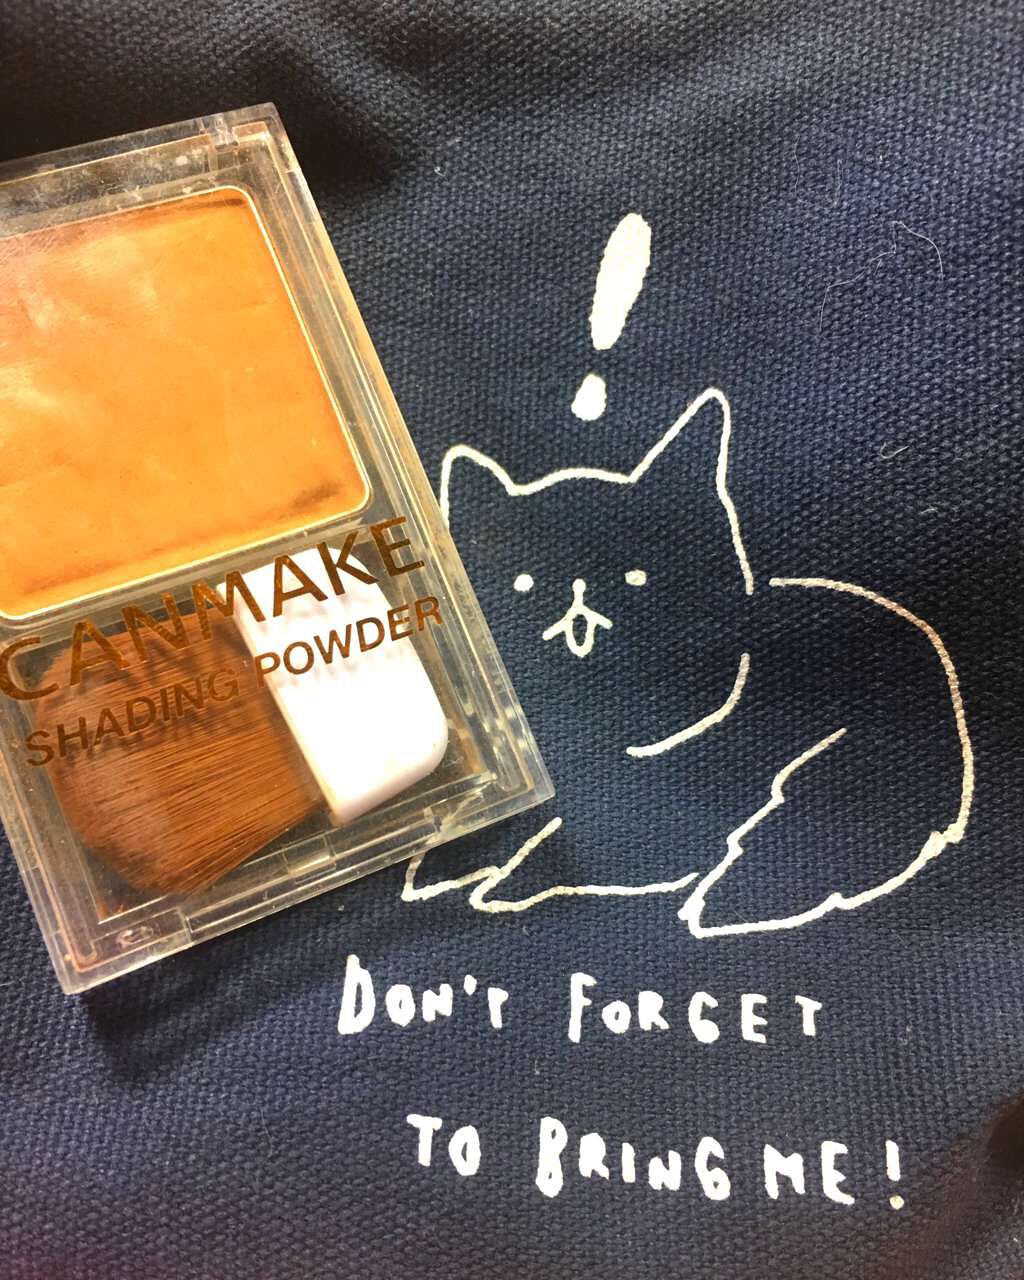 CANMAKE
SHADING POWDER
!
DON'T FORGET
TO BRING ME!